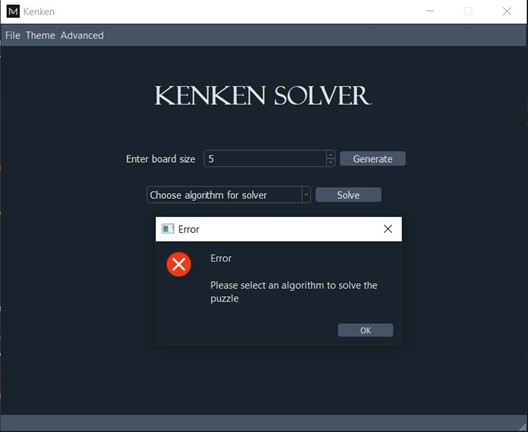 Kenken
File Theme Advanced
KENKEN SOLVER
Enter board size 5 Generate
Choose algorithm for solver Solve
Error
Error
Please select an algorithm to solve the
puzzle
OK